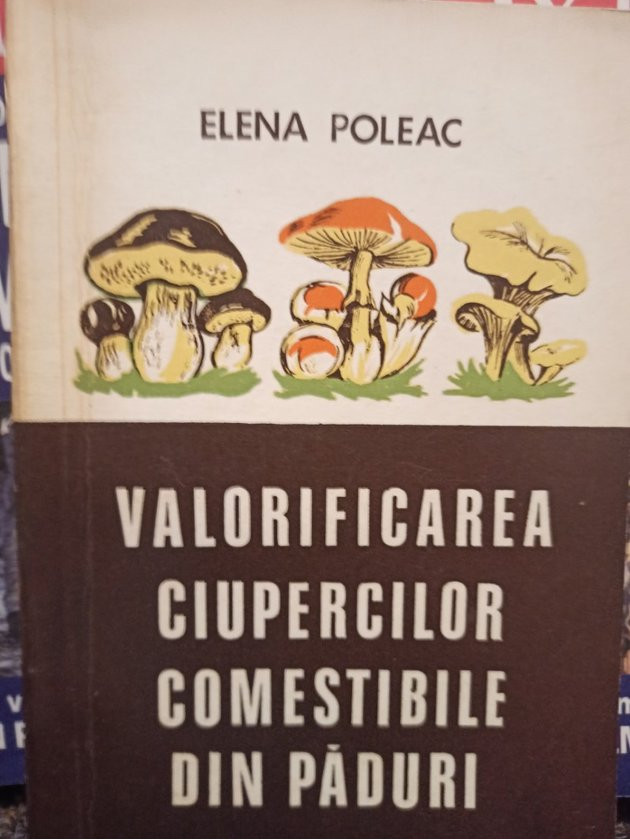 ELENA POLEAC
VALORIFICAREA
CIUPERCILOR
COMESTIBILE
DIN PĂDURI